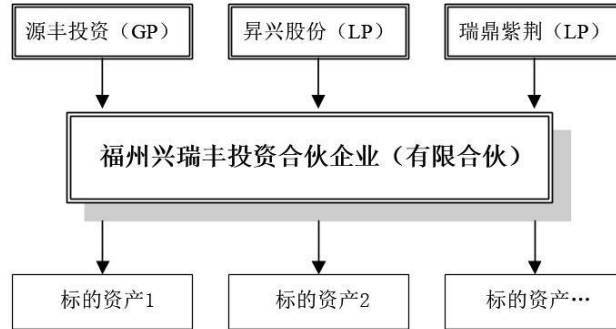 源丰投资（GP）
昇兴股份（LP）
瑞鼎紫荆（LP）
福州兴瑞丰投资合伙企业（有限合伙）
标的资产1
标的资产2
标的资产…